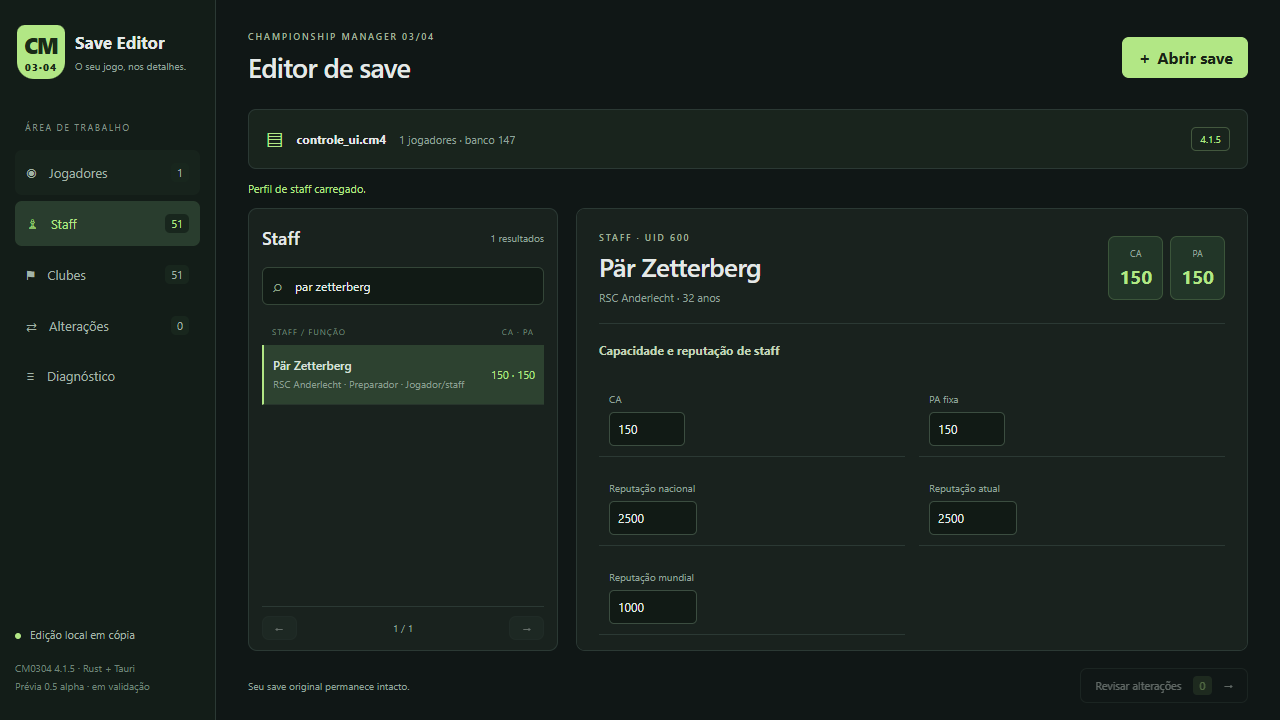 CM
03·04
Save Editor
O seu jogo, nos detalhes.
ÁREA DE TRABALHO
Jogadores 1
Staff 51
Clubes 51
Alterações 0
Diagnóstico
Edição local em cópia
CM0304 4.1.5 · Rust + Tauri
Prévia 0.5 alpha · em validação
CHAMPIONSHIP MANAGER 03/04
Editor de save
+ Abrir save
controle_ui.cm4 1 jogadores · banco 147
4.1.5
Perfil de staff carregado.
Staff 1 resultados
par zetterberg
STAFF / FUNÇÃO CA · PA
Pär Zetterberg
RSC Anderlecht · Preparador · Jogador/staff
150 · 150
← 1 / 1 →
STAFF · UID 600
Pär Zetterberg
RSC Anderlecht · 32 anos
CA
150
PA
150
Capacidade e reputação de staff
CA
150
PA fixa
150
Reputação nacional
2500
Reputação atual
2500
Reputação mundial
1000
Seu save original permanece intacto.
Revisar alterações 0 →